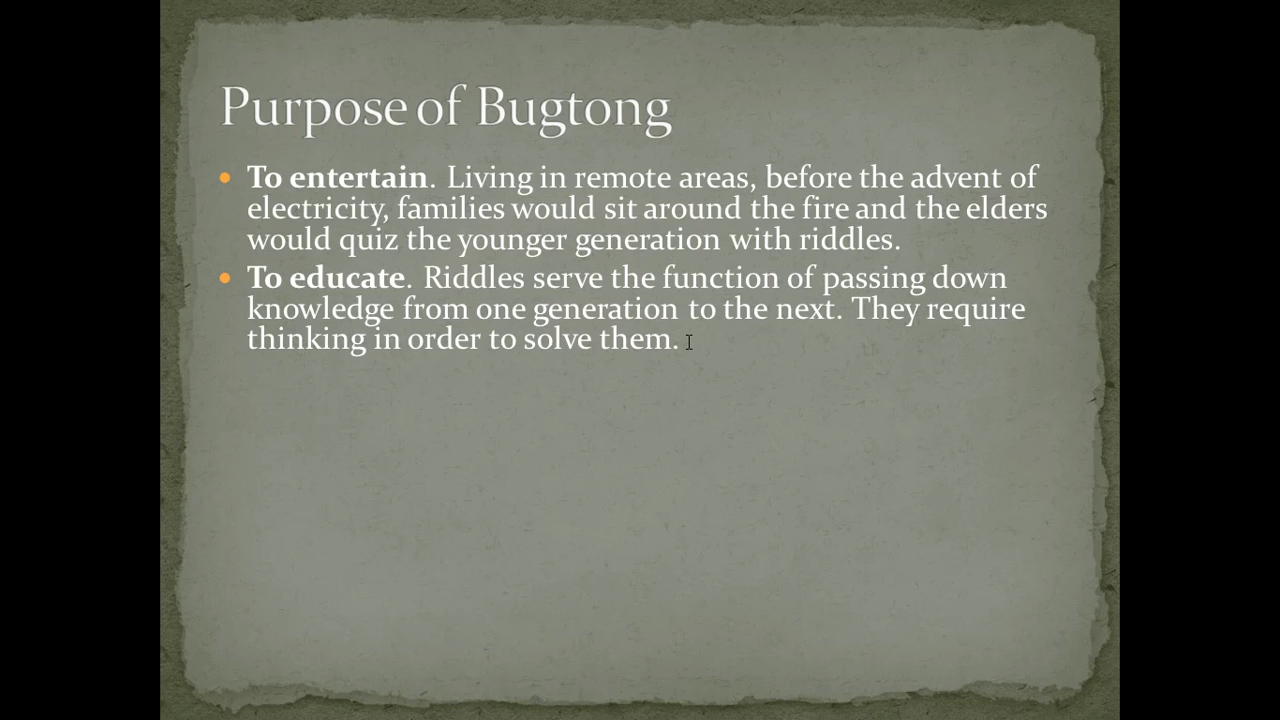 Purpose of Bugtong
• To entertain. Living in remote areas, before the advent of
electricity, families would sit around the fire and the elders
would quiz the younger generation with riddles.
• To educate. Riddles serve the function of passing down
knowledge from one generation to the next. They require
thinking in order to solve them.